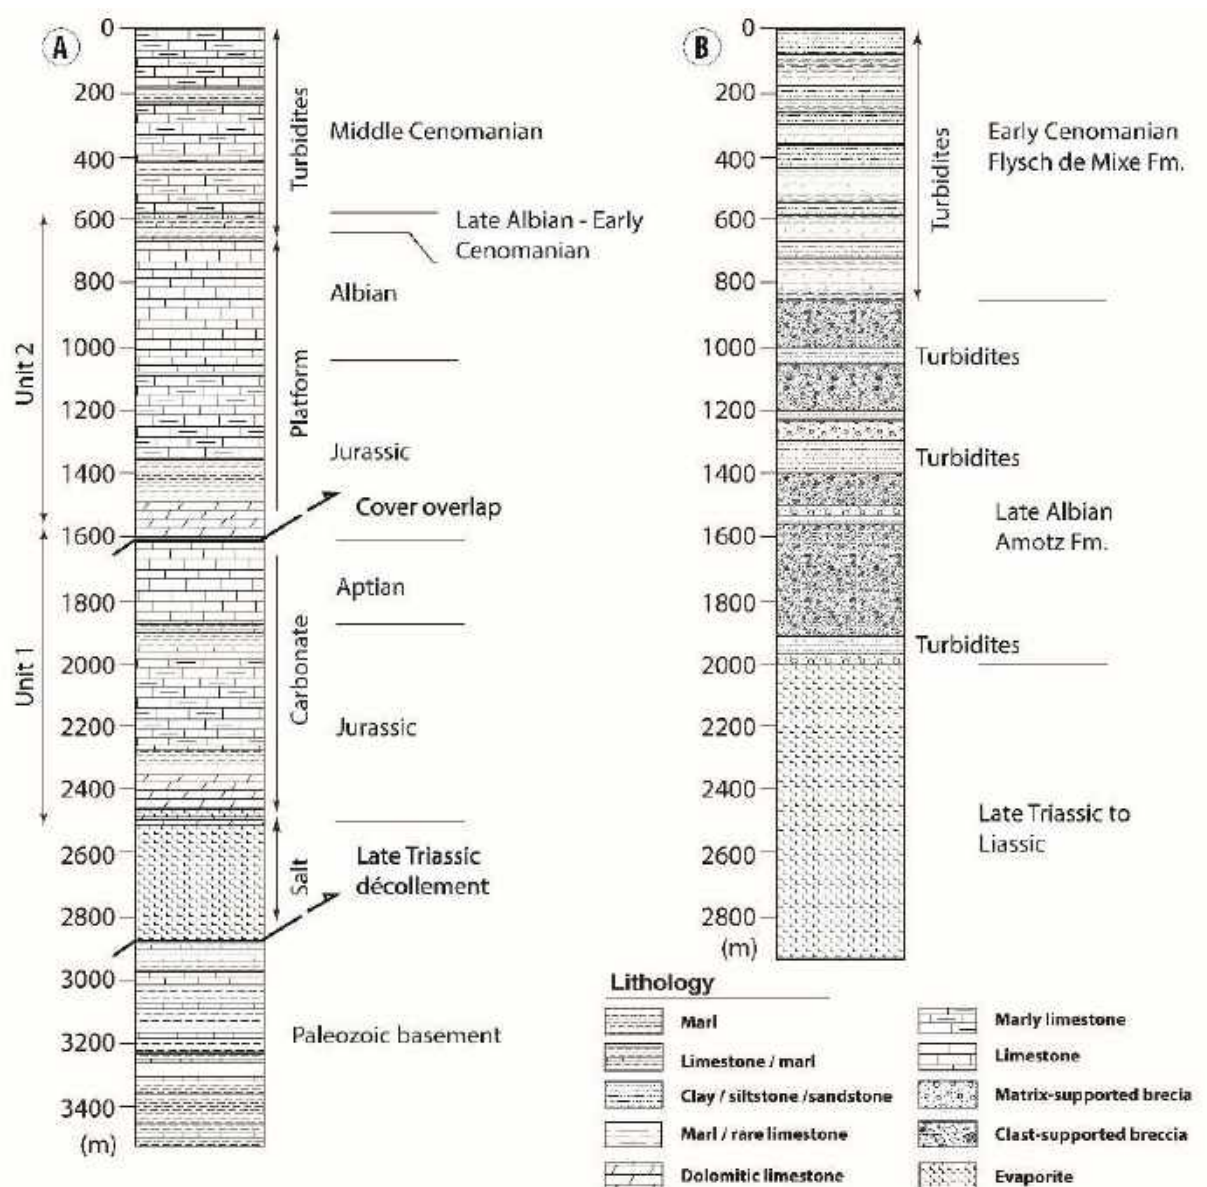 A
0
200
400
600
800
1000
1200
1400
1600
1800
2000
2200
2400
2600
2800
3000
3200
3400
(m)
Unit 2
Unit 1
Turbidites
Platform
Carbonate
Salt
Middle Cenomanian
Late Albian - Early
Cenomanian
Albian
Jurassic
Cover overlap
Aptian
Jurassic
Late Triassic
décollement
Paleozoic basement
B
0
200
400
600
800
1000
1200
1400
1600
1800
2000
2200
2400
2600
2800
(m)
Turbidites
Early Cenomanian
Flysch de Mixe Fm.
Turbidites
Turbidites
Late Albian
Amotz Fm.
Turbidites
Late Triassic to
Liassic
Lithology
Marl
Limestone / marl
Clay / siltstone /sandstone
Marl / rare limestone
Dolomitic limestone
Marly limestone
Limestone
Matrix-supported brecia
Clast-supported breccia
Evaporite